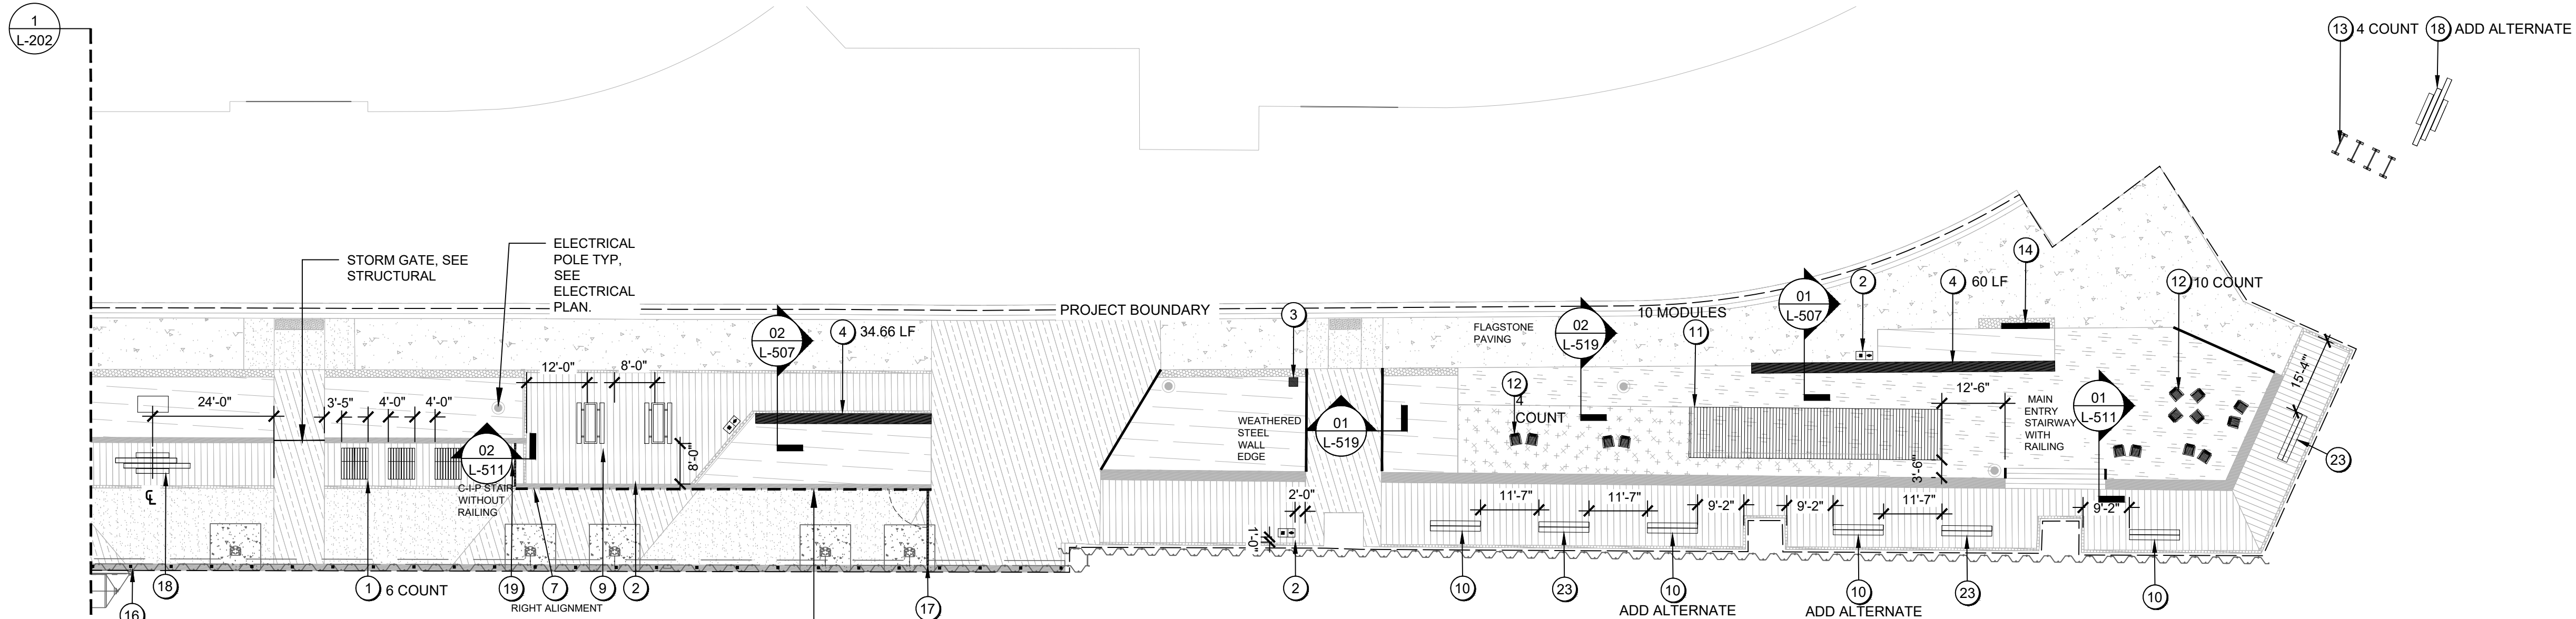 1
L-202
13 4 COUNT 18 ADD ALTERNATE
STORM GATE, SEE
STRUCTURAL
ELECTRICAL
POLE TYP,
SEE
ELECTRICAL
PLAN.
PROJECT BOUNDARY
02
L-507
4 34.66 LF
3
FLAGSTONE
PAVING
02
L-519
10 MODULES
11
01
L-507
2
4 60 LF
14
12 10 COUNT
24'-0"
3'-5"
4'-0"
4'-0"
12'-0"
8'-0"
8'-0"
02
L-511
C-I-P STAIR
WITHOUT
RAILING
WEATHERED
STEEL
WALL
EDGE
01
L-519
12
4
COUNT
12'-6"
3'-6"
MAIN
ENTRY
STAIRWAY
WITH
RAILING
01
L-511
15'-4"
23
℄
2'-0"
1'-0"
11'-7"
11'-7"
9'-2"
9'-2"
11'-7"
9'-2"
16
18
1 6 COUNT
19
7
RIGHT ALIGNMENT
9
2
17
2
10
23
10
ADD ALTERNATE
10
ADD ALTERNATE
23
10